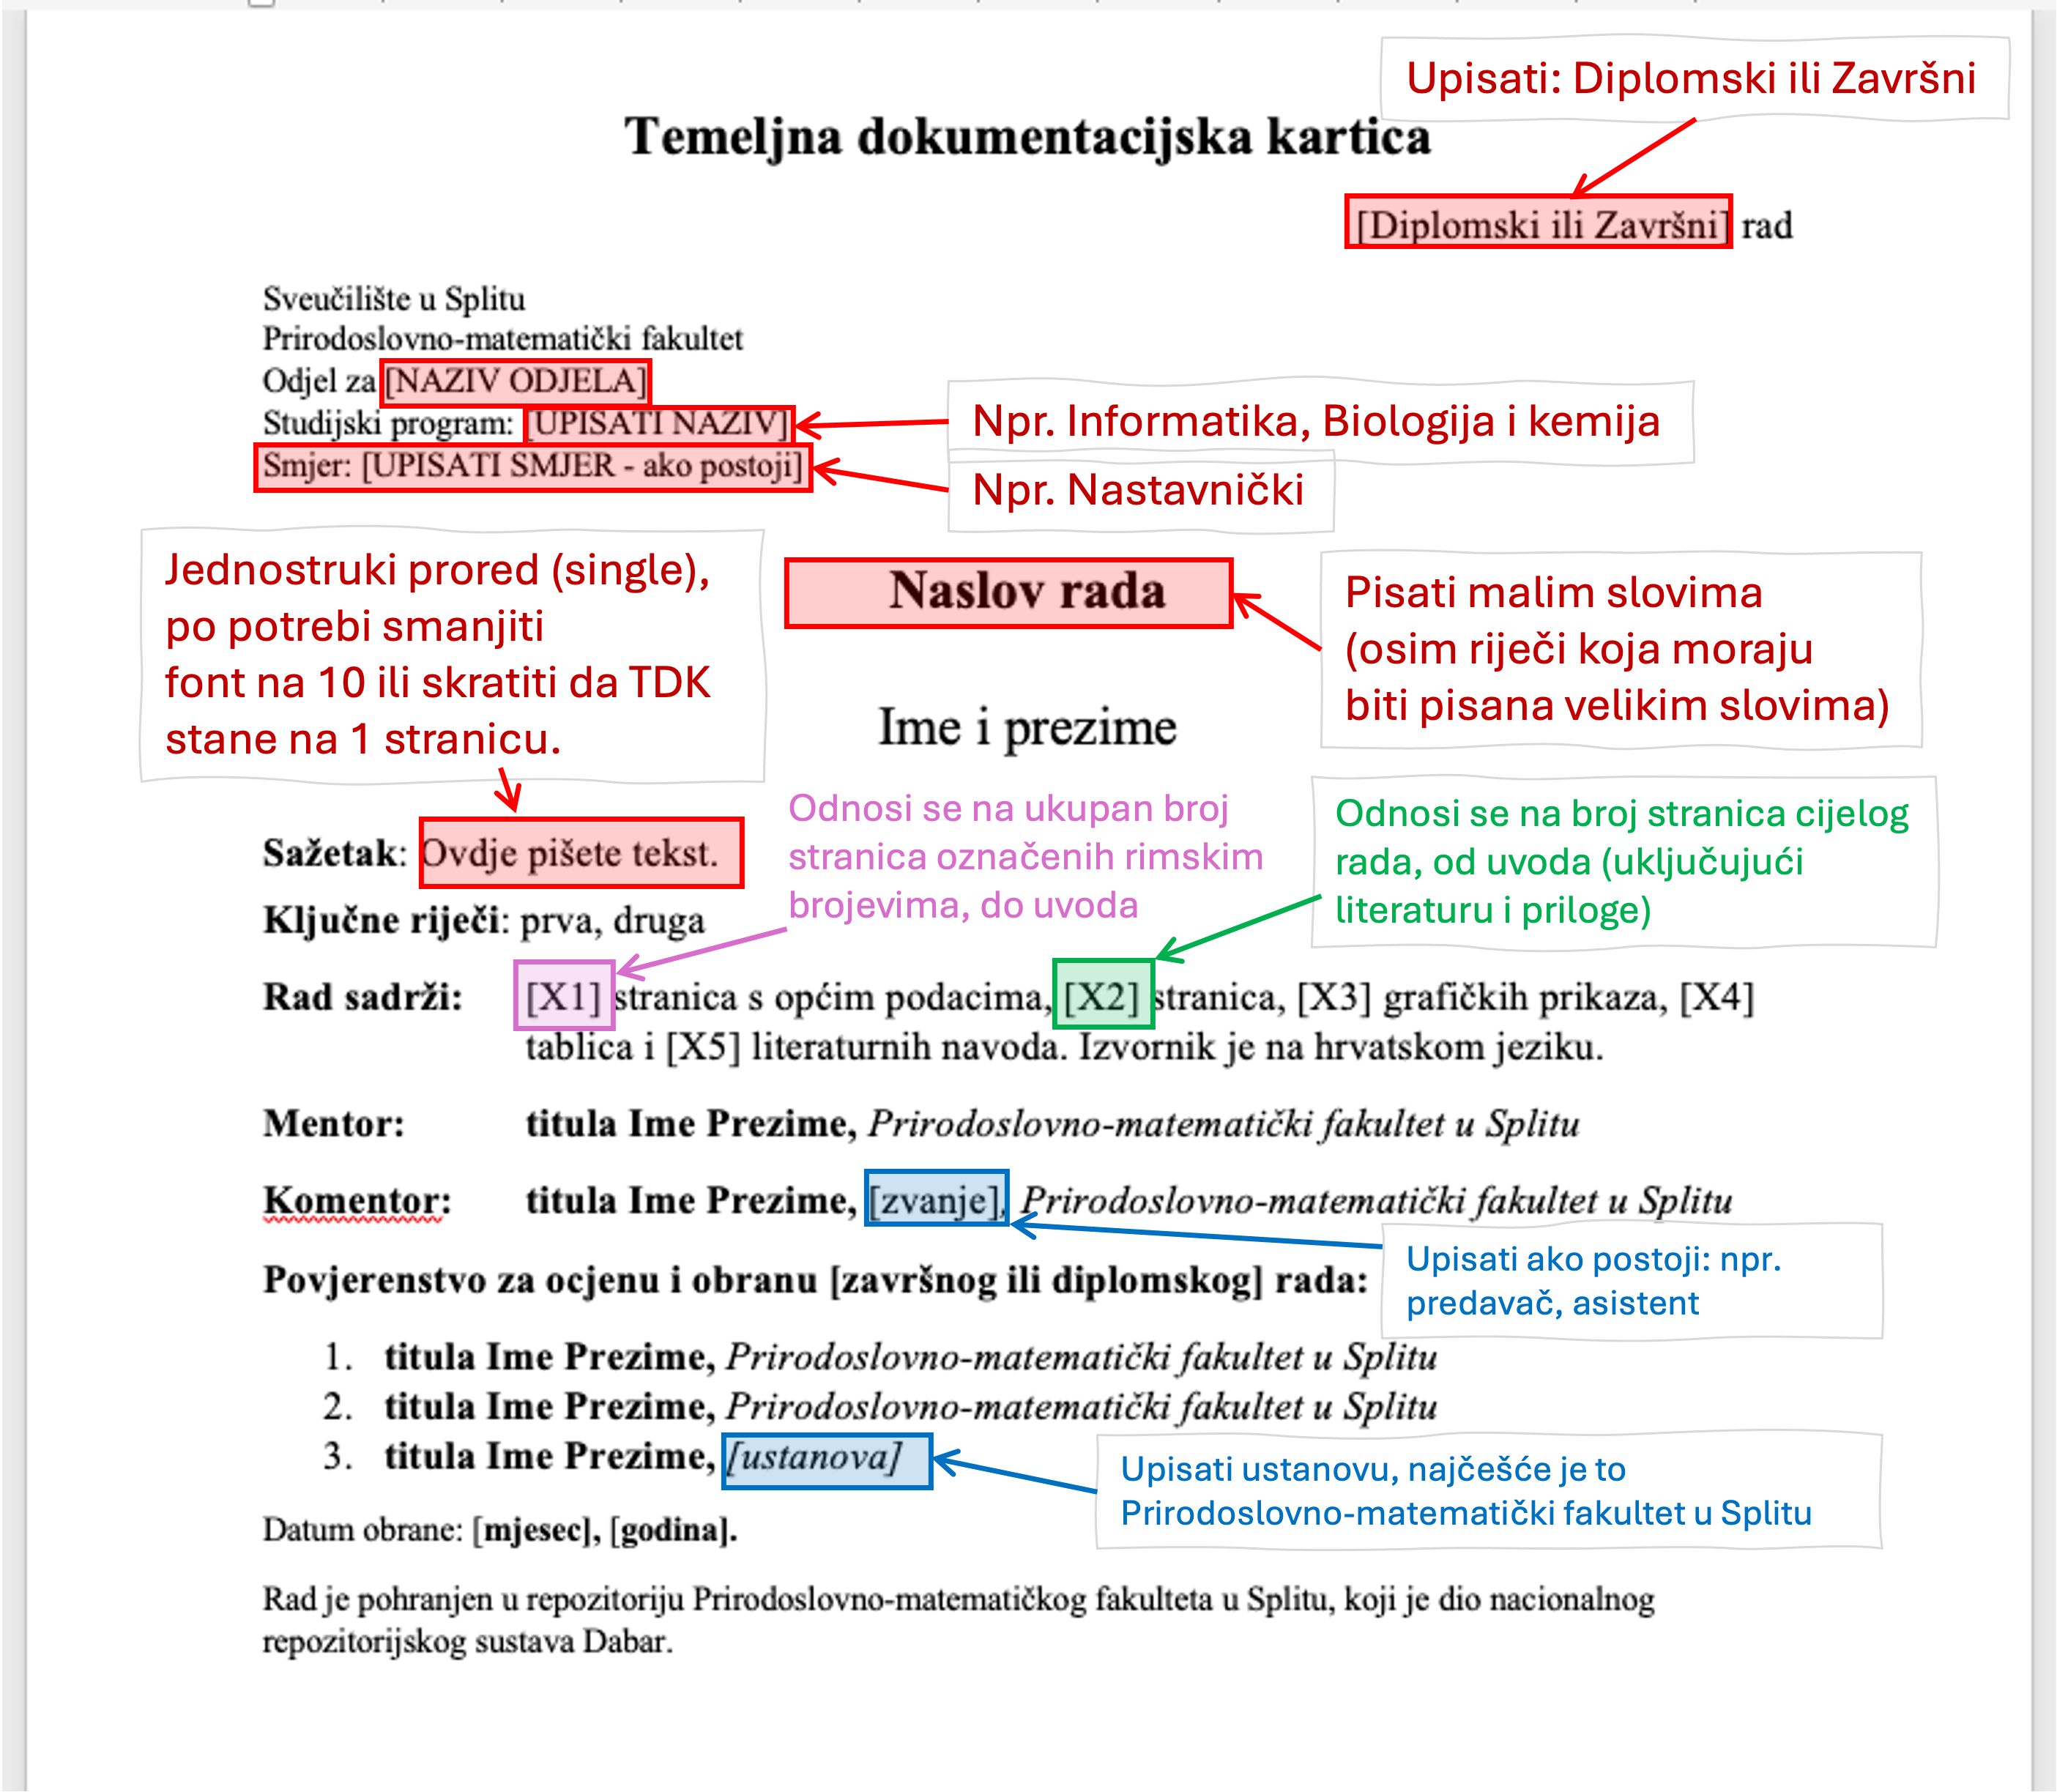 Upisati: Diplomski ili Završni
Temeljna dokumentacijska kartica
[Diplomski ili Završni] rad
Sveučilište u Splitu
Prirodoslovno-matematički fakultet
Odjel za [NAZIV ODJELA]
Studijski program: [UPISATI NAZIV]
Npr. Informatika, Biologija i kemija
Smjer: [UPISATI SMJER - ako postoji]
Npr. Nastavnički
Jednostruki prored (single),
po potrebi smanjiti
font na 10 ili skratiti da TDK
stane na 1 stranicu.
Naslov rada
Pisati malim slovima
(osim riječi koja moraju
biti pisana velikim slovima)
Ime i prezime
Odnosi se na ukupan broj
stranica označenih rimskim
brojevima, do uvoda
Odnosi se na broj stranica cijelog
rada, od uvoda (uključujući
literaturu i priloge)
Sažetak: Ovdje pišete tekst.
Ključne riječi: prva, druga
Rad sadrži: [X1] stranica s općim podacima, [X2] stranica, [X3] grafičkih prikaza, [X4]
tablica i [X5] literaturnih navoda. Izvornik je na hrvatskom jeziku.
Mentor: titula Ime Prezime, Prirodoslovno-matematički fakultet u Splitu
Komentor: titula Ime Prezime, [zvanje], Prirodoslovno-matematički fakultet u Splitu
Upisati ako postoji: npr.
predavač, asistent
Povjerenstvo za ocjenu i obranu [završnog ili diplomskog] rada:
1. titula Ime Prezime, Prirodoslovno-matematički fakultet u Splitu
2. titula Ime Prezime, Prirodoslovno-matematički fakultet u Splitu
3. titula Ime Prezime, [ustanova]
Upisati ustanovu, najčešće je to
Prirodoslovno-matematički fakultet u Splitu
Datum obrane: [mjesec], [godina].
Rad je pohranjen u repozitoriju Prirodoslovno-matematičkog fakulteta u Splitu, koji je dio nacionalnog
repozitorijskog sustava Dabar.